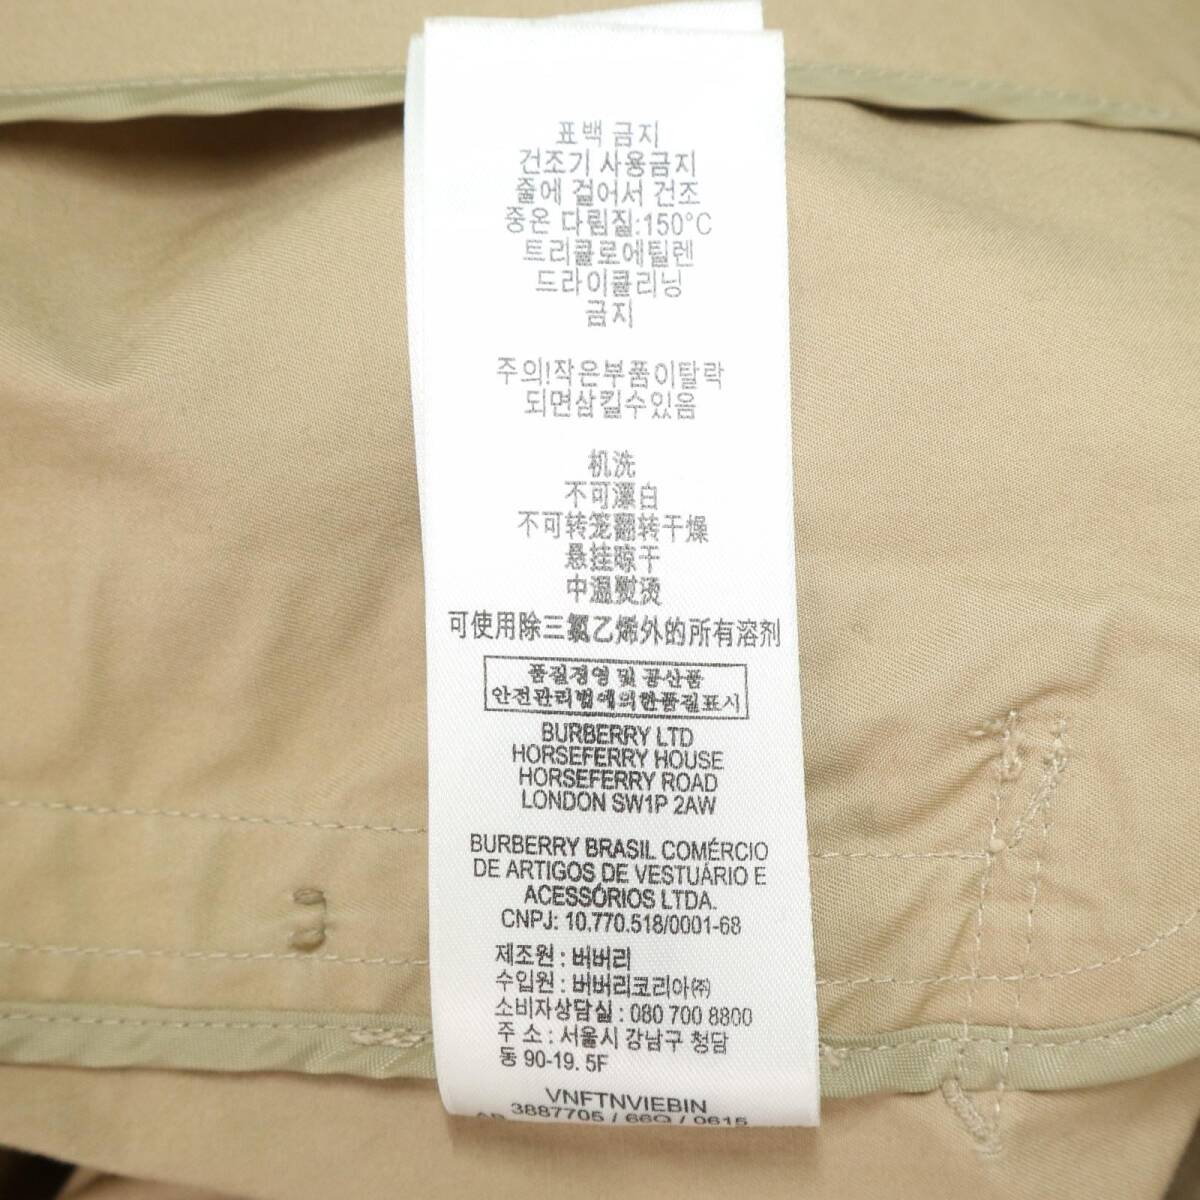 표백 금지
건조기 사용금지
줄에 걸어서 건조
중온 다림질:150°C
트리클로에틸렌
드라이클리닝
금지
주의!작은부품이탈락
되면삼킬수있음
机洗
不可漂白
不可转笼翻转干燥
悬挂晾干
中温熨烫
可使用除三氯乙烯外的所有溶剂
품질경영 및 공산품
안전관리법에의한품질표시
BURBERRY LTD
HORSEFERRY HOUSE
HORSEFERRY ROAD
LONDON SW1P 2AW
BURBERRY BRASIL COMÉRCIO
DE ARTIGOS DE VESTUÁRIO E
ACESSÓRIOS LTDA.
CNPJ: 10.770.518/0001-68
제조원 : 버버리
수입원 : 버버리코리아㈜
소비자상담실 : 080 700 8800
주 소 : 서울시 강남구 청담
동 90-19. 5F
VNFTNVIEBIN
3887705 / 66G / 0615